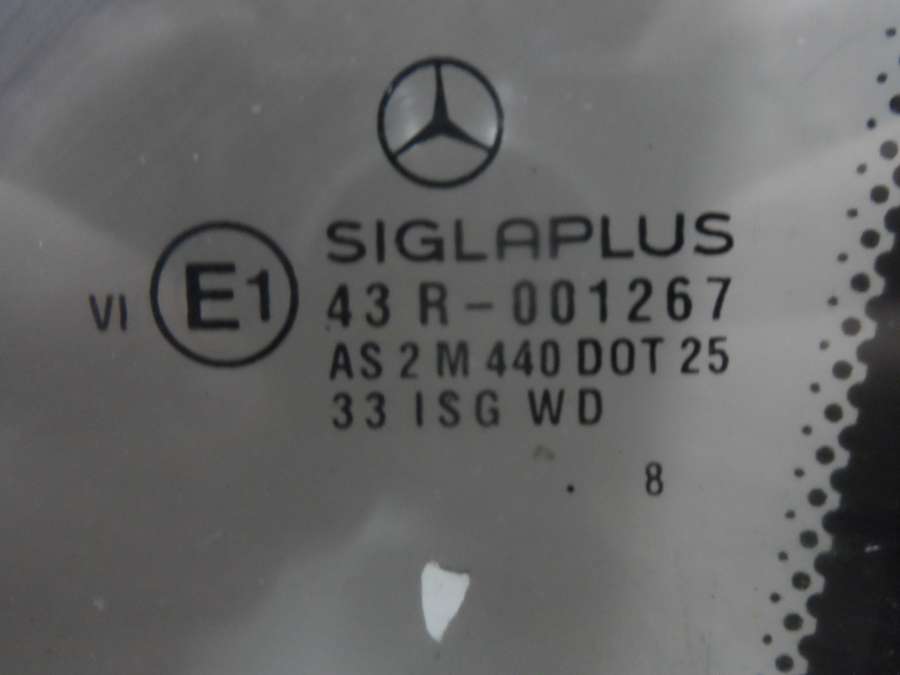 SIGLAPLUS
VI E1 43 R-001267
AS 2 M 440 DOT 25
33 ISG WD
. 8